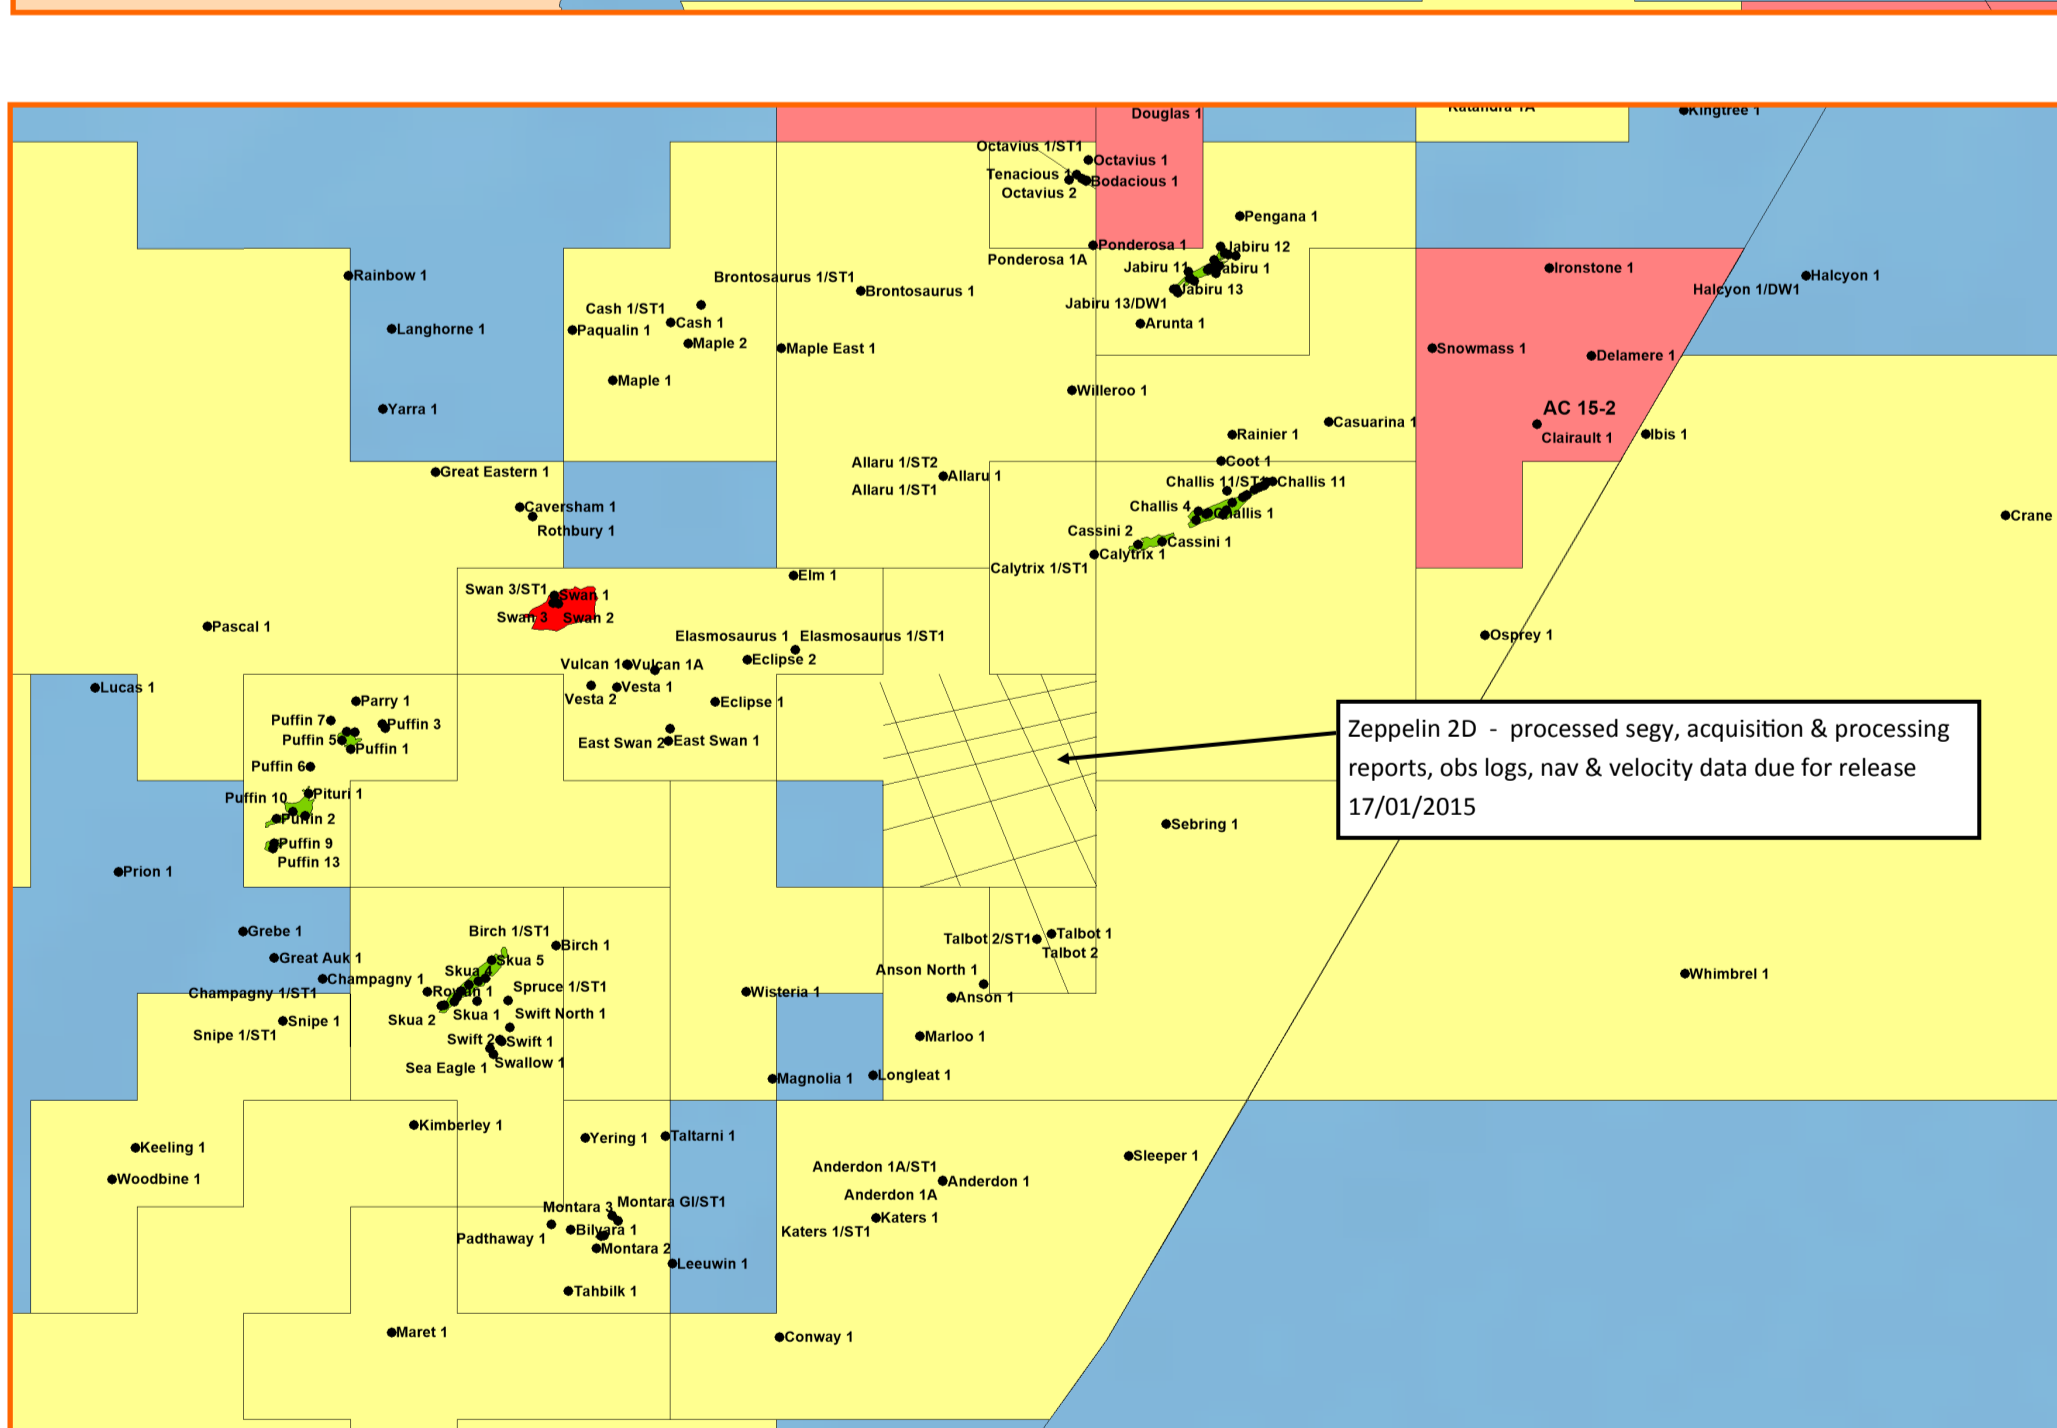 Douglas 1
Katandra 1A
Kingtree 1
Octavius 1/ST1
Octavius 1
Tenacious 1
Bodacious 1
Octavius 2
Pengana 1
Ponderosa 1
Jabiru 12
Ponderosa 1A
Jabiru 11
Jabiru 1
Ironstone 1
Rainbow 1
Brontosaurus 1/ST1
Brontosaurus 1
Jabiru 13
Halcyon 1/DW1
Halcyon 1
Jabiru 13/DW1
Cash 1/ST1
Cash 1
Arunta 1
Langhorne 1
Paqualin 1
Maple 2
Maple East 1
Snowmass 1
Delamere 1
Maple 1
Willeroo 1
Yarra 1
AC 15-2
Casuarina 1
Rainier 1
Clairault 1
Ibis 1
Great Eastern 1
Allaru 1/ST2
Allaru 1
Allaru 1/ST1
Coot 1
Challis 11/ST1
Challis 11
Caversham 1
Rothbury 1
Challis 4
Challis 1
Crane
Cassini 2
Cassini 1
Calytrix 1
Calytrix 1/ST1
Elm 1
Swan 3/ST1
Swan 1
Swan 3
Swan 2
Pascal 1
Elasmosaurus 1
Elasmosaurus 1/ST1
Osprey 1
Vulcan 1
Vulcan 1A
Eclipse 2
Lucas 1
Vesta 2
Vesta 1
Parry 1
Eclipse 1
Puffin 7
Puffin 3
Puffin 5
Puffin 1
East Swan 2
East Swan 1
Zeppelin 2D - processed segy, acquisition & processing
reports, obs logs, nav & velocity data due for release
17/01/2015
Puffin 6
Puffin 10
Pituri 1
Puffin 2
Sebring 1
Puffin 9
Puffin 13
Prion 1
Grebe 1
Birch 1/ST1
Birch 1
Talbot 2/ST1
Talbot 1
Talbot 2
Great Auk 1
Skua 5
Skua 4
Anson North 1
Whimbrel 1
Champagny 1
Champagny 1/ST1
Rowan 1
Spruce 1/ST1
Wisteria 1
Anson 1
Skua 2
Skua 1
Swift North 1
Snipe 1
Snipe 1/ST1
Swift 2
Swift 1
Marloo 1
Sea Eagle 1
Swallow 1
Magnolia 1
Longleat 1
Kimberley 1
Yering 1
Taltarni 1
Keeling 1
Sleeper 1
Woodbine 1
Anderdon 1A/ST1
Anderdon 1
Anderdon 1A
Montara 3
Montara GI/ST1
Katers 1
Katers 1/ST1
Bilyara 1
Padthaway 1
Montara 2
Leeuwin 1
Tahbilk 1
Maret 1
Conway 1